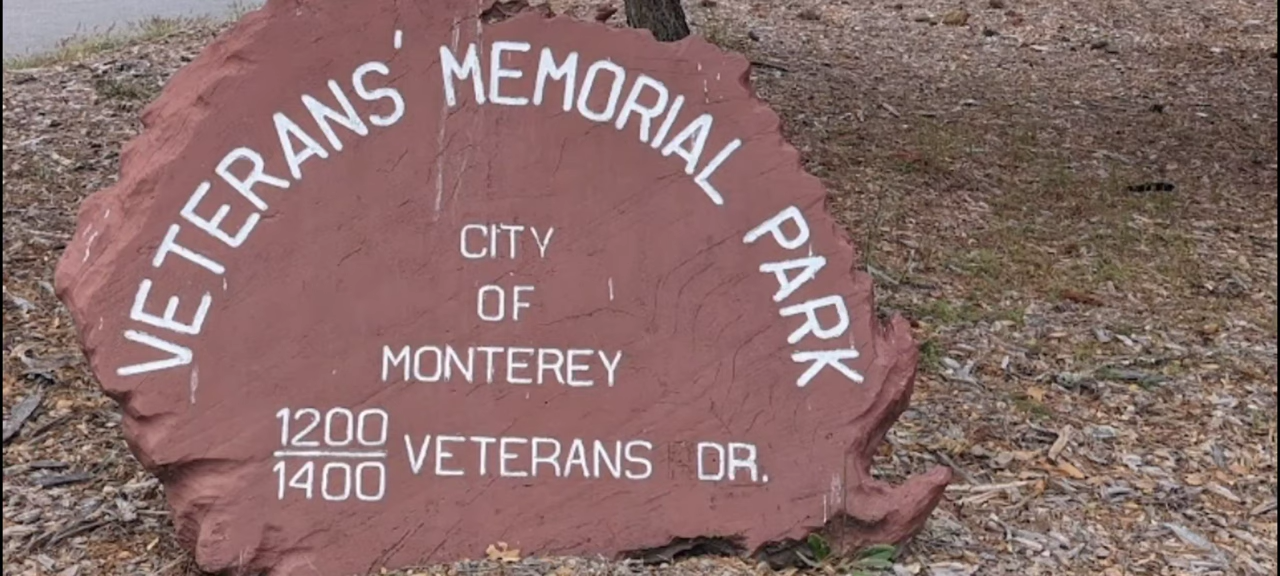 VETERANS' MEMORIAL PARK
CITY
OF
MONTEREY
1200
1400 VETERANS DR.